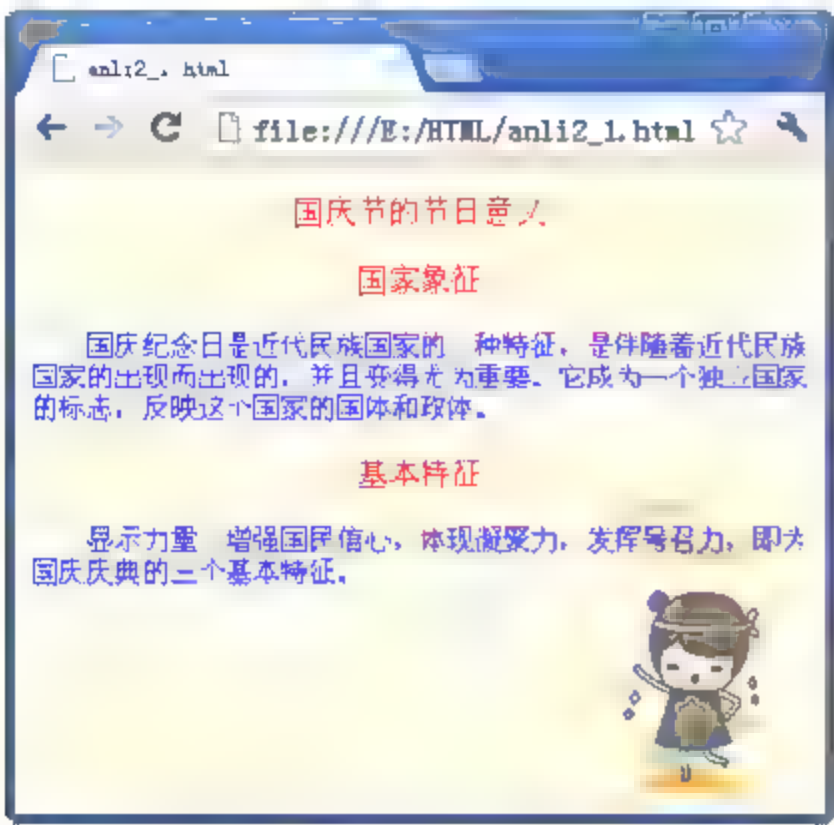 anli2_1.html
file:///E:/HTML/anli2_1.html
国庆节的节日意义
国家象征
国庆纪念日是近代民族国家的一种特征，是伴随着近代民族
国家的出现而出现的，并且变得尤为重要。它成为一个独立国家
的标志，反映这个国家的国体和政体。
基本特征
显示力量 增强国民信心，体现凝聚力，发挥号召力，即为
国庆庆典的三个基本特征。